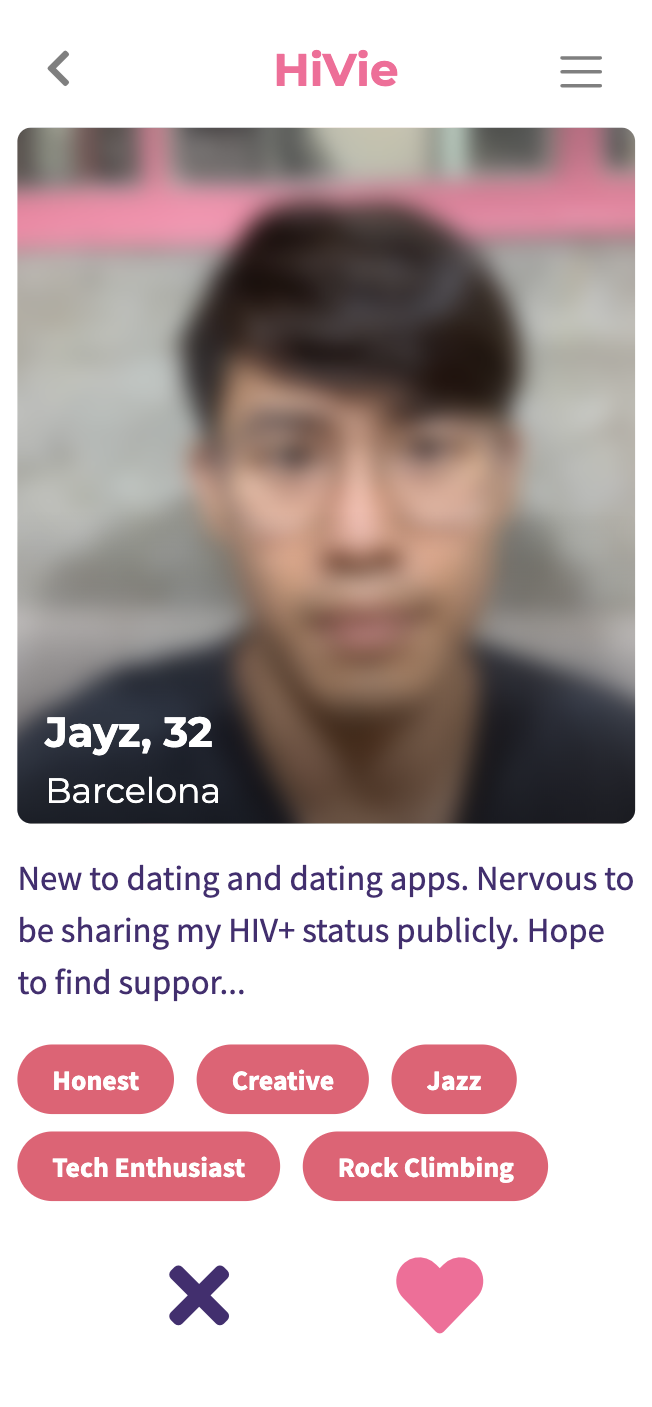 HiVie
Jayz, 32
Barcelona
New to dating and dating apps. Nervous to
be sharing my HIV+ status publicly. Hope
to find suppor...
Honest
Creative
Jazz
Tech Enthusiast
Rock Climbing